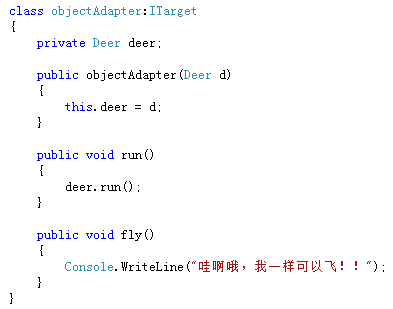 class objectAdapter:ITarget
{
    private Deer deer;

    public objectAdapter(Deer d)
    {
        this.deer = d;
    }

    public void run()
    {
        deer.run();
    }

    public void fly()
    {
        Console.WriteLine("哇啊哦，我一样可以飞！！");
    }
}